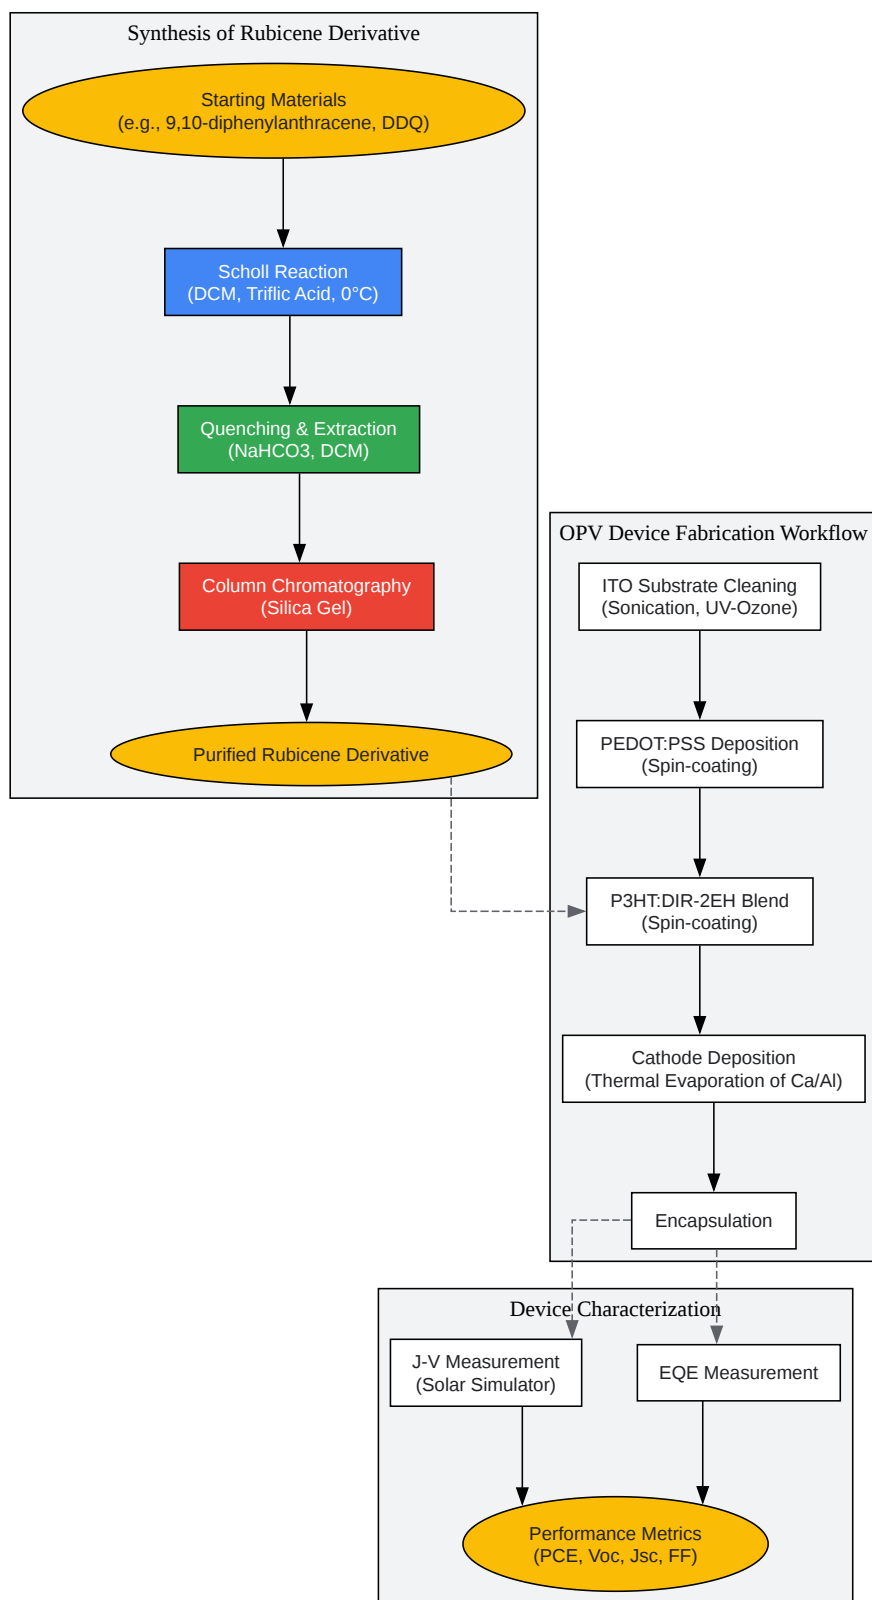 Synthesis of Rubicene Derivative
Starting Materials
(e.g., 9,10-diphenylanthracene, DDQ)
Scholl Reaction
(DCM, Triflic Acid, 0°C)
Quenching & Extraction
(NaHCO3, DCM)
Column Chromatography
(Silica Gel)
Purified Rubicene Derivative
OPV Device Fabrication Workflow
ITO Substrate Cleaning
(Sonication, UV-Ozone)
PEDOT:PSS Deposition
(Spin-coating)
P3HT:DIR-2EH Blend
(Spin-coating)
Cathode Deposition
(Thermal Evaporation of Ca/Al)
Encapsulation
Device Characterization
J-V Measurement
(Solar Simulator)
EQE Measurement
Performance Metrics
(PCE, Voc, Jsc, FF)